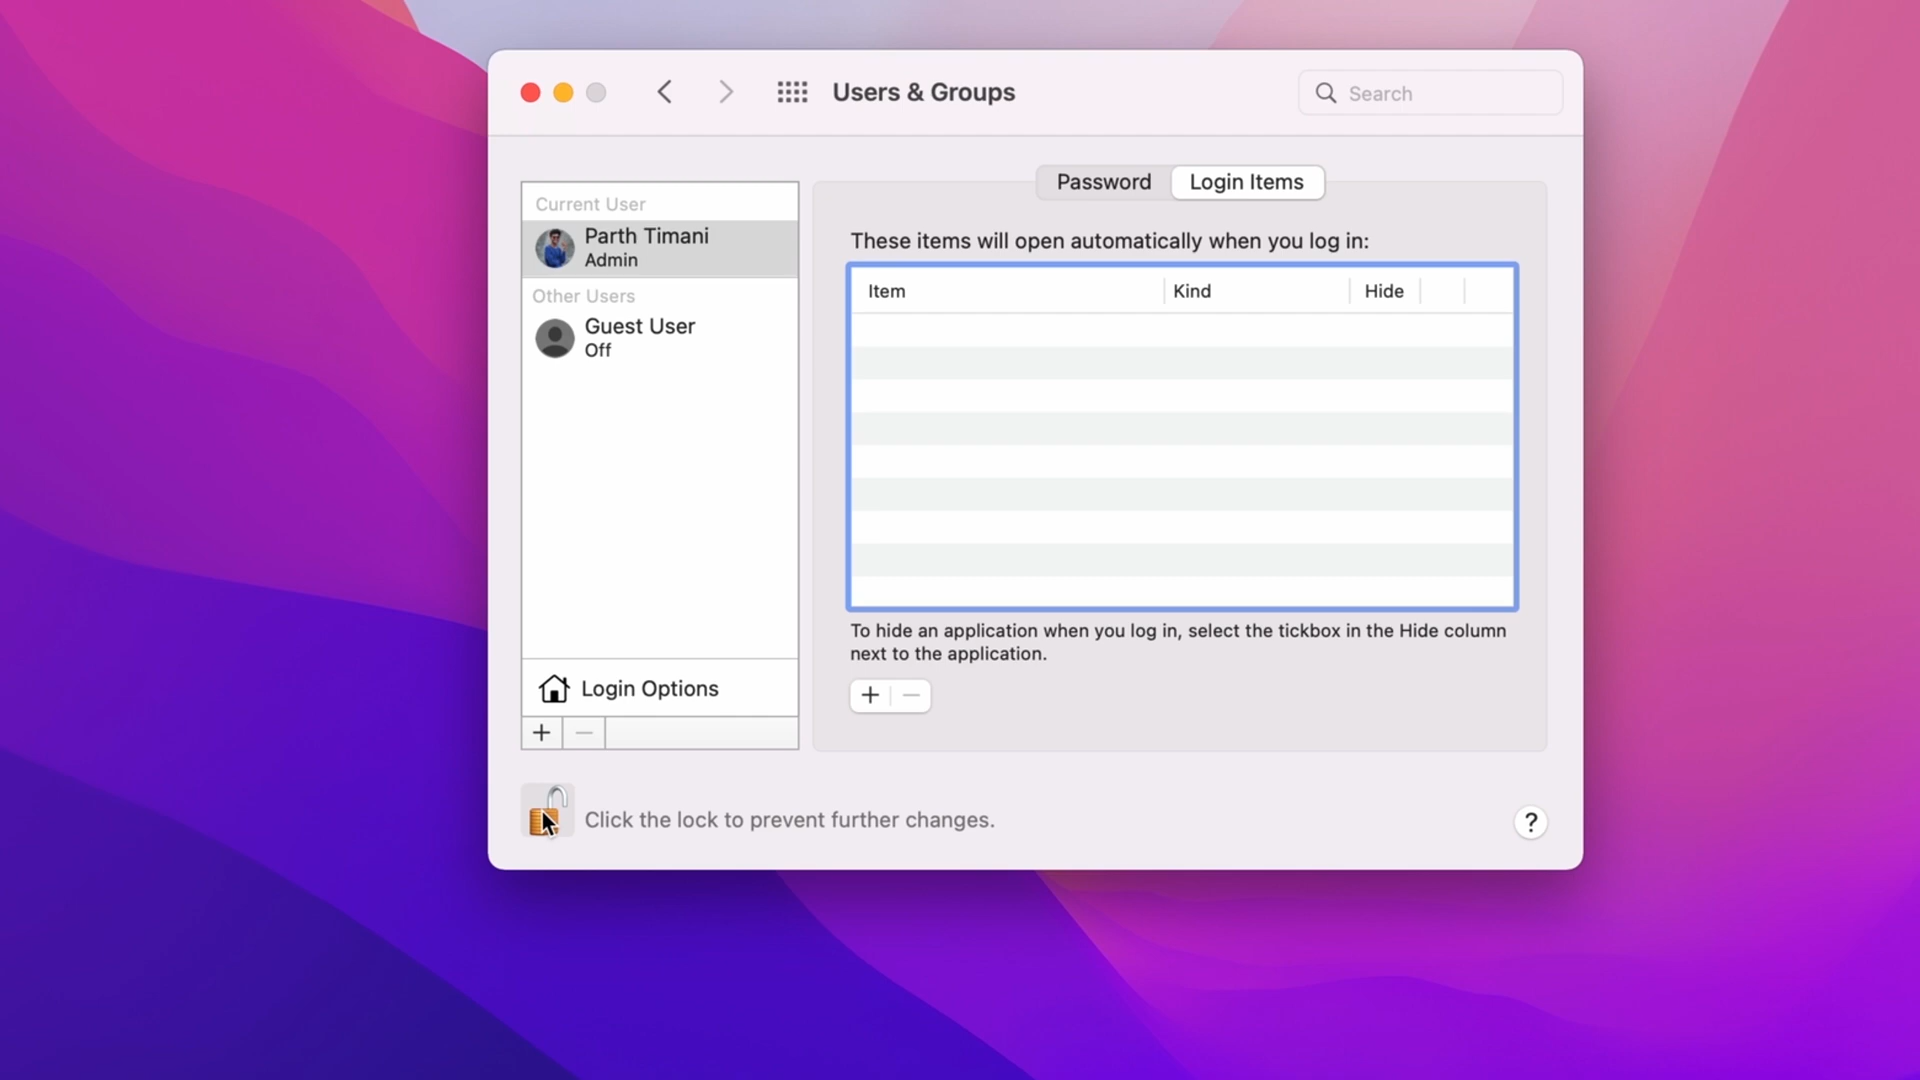 Users & Groups
Search
Current User
Parth Timani
Admin
Other Users
Guest User
Off
Login Options
Password
Login Items
These items will open automatically when you log in:
Item
Kind
Hide
To hide an application when you log in, select the tickbox in the Hide column
next to the application.
Click the lock to prevent further changes.
?